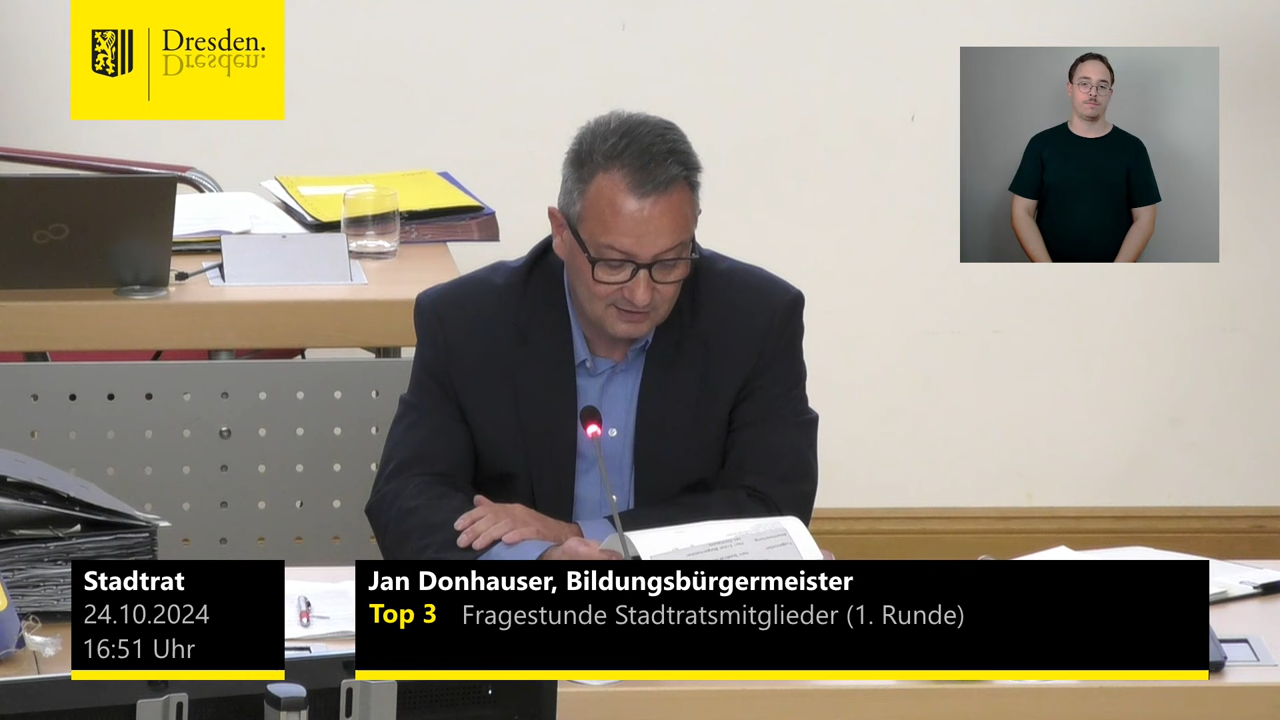 Dresden.
Dresden.
Stadtrat
24.10.2024
16:51 Uhr
Jan Donhauser, Bildungsbürgermeister
Top 3 Fragestunde Stadtratsmitglieder (1. Runde)